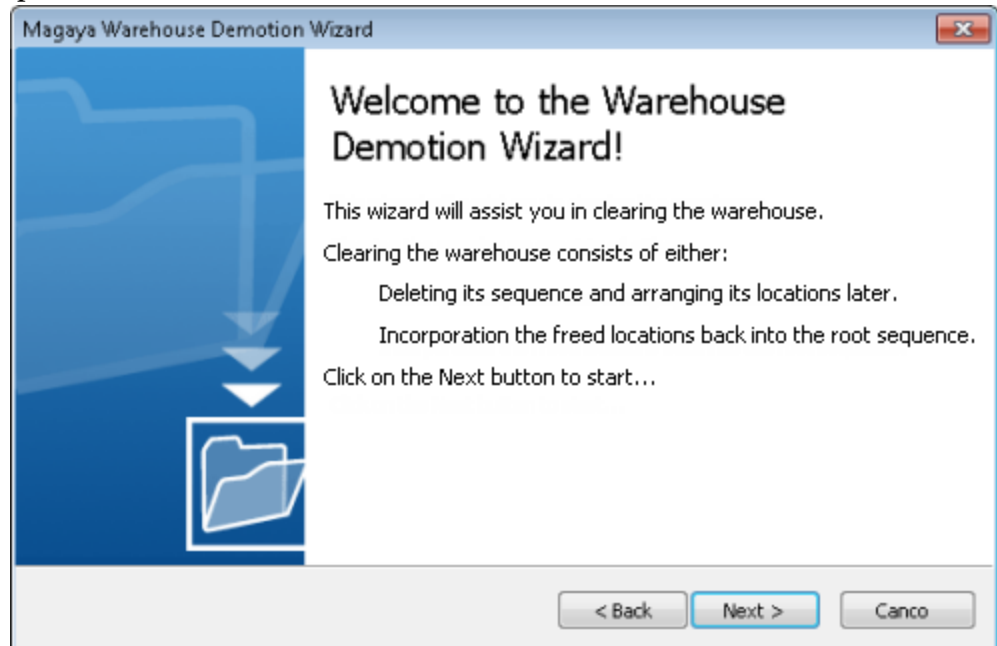 Magaya Warehouse Demotion Wizard
Welcome to the Warehouse
Demotion Wizard!
This wizard will assist you in clearing the warehouse.
Clearing the warehouse consists of either:
Deleting its sequence and arranging its locations later.
Incorporation the freed locations back into the root sequence.
Click on the Next button to start...
< Back
Next >
Canco